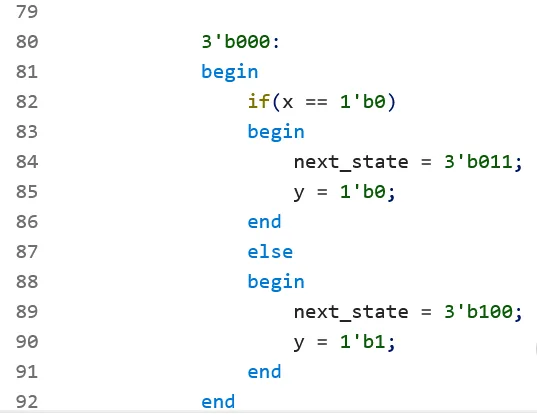 79
80 3'b000:
81 begin
82 if(x == 1'b0)
83 begin
84 next_state = 3'b011;
85 y = 1'b0;
86 end
87 else
88 begin
89 next_state = 3'b100;
90 y = 1'b1;
91 end
92 end